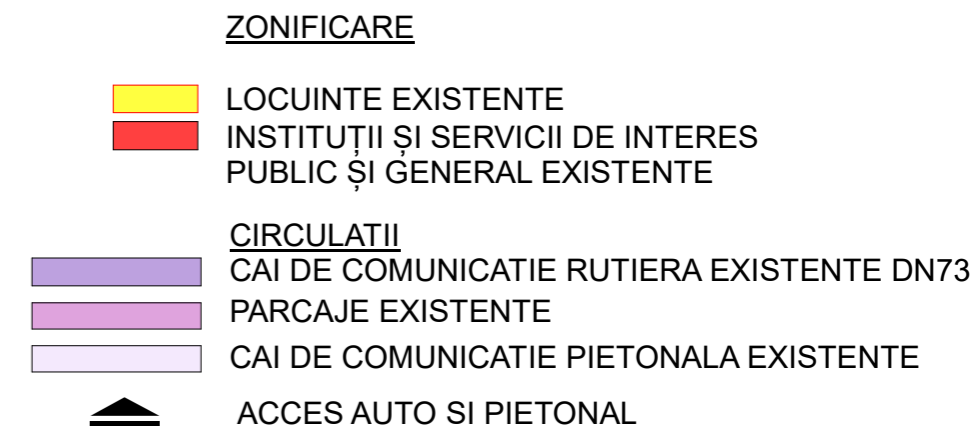 ZONIFICARE
LOCUINTE EXISTENTE
INSTITUȚII ȘI SERVICII DE INTERES
PUBLIC ȘI GENERAL EXISTENTE
CIRCULATII
CAI DE COMUNICATIE RUTIERA EXISTENTE DN73
PARCAJE EXISTENTE
CAI DE COMUNICATIE PIETONALA EXISTENTE
ACCES AUTO SI PIETONAL